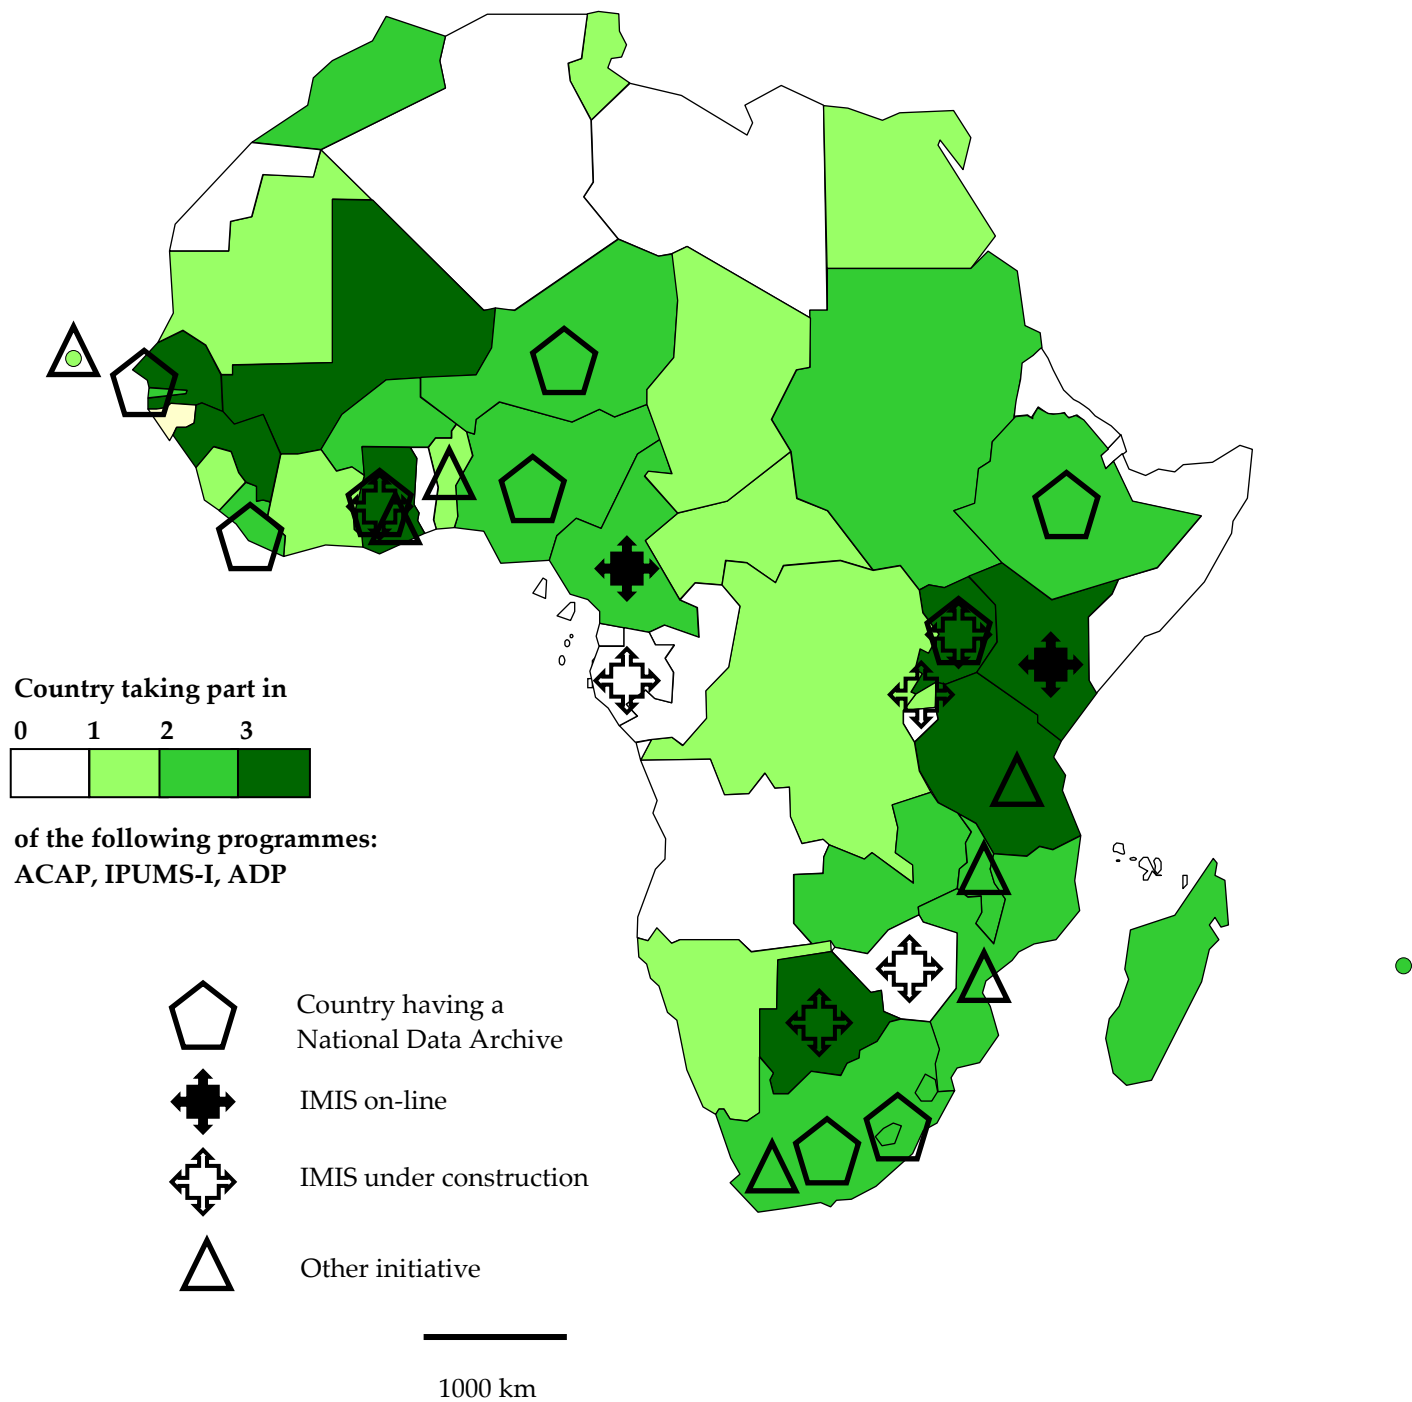 Country taking part in
0 1 2 3
of the following programmes:
ACAP, IPUMS-I, ADP
Country having a
National Data Archive
IMIS on-line
IMIS under construction
Other initiative
1000 km